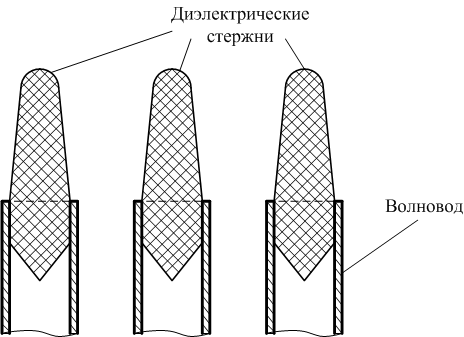 Диэлектрические
стержни
Волновод